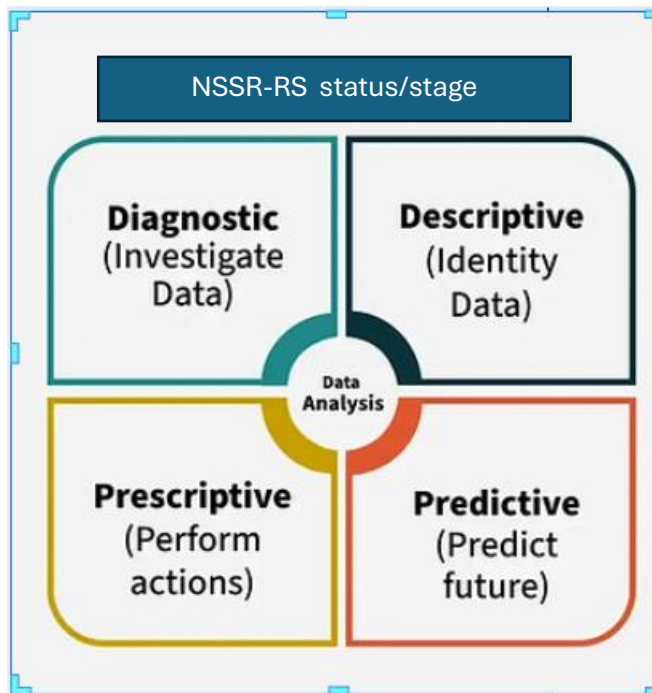 NSSR-RS status/stage
Diagnostic
(Investigate
Data)
Descriptive
(Identity
Data)
Data
Analysis
Prescriptive
(Perform
actions)
Predictive
(Predict
future)